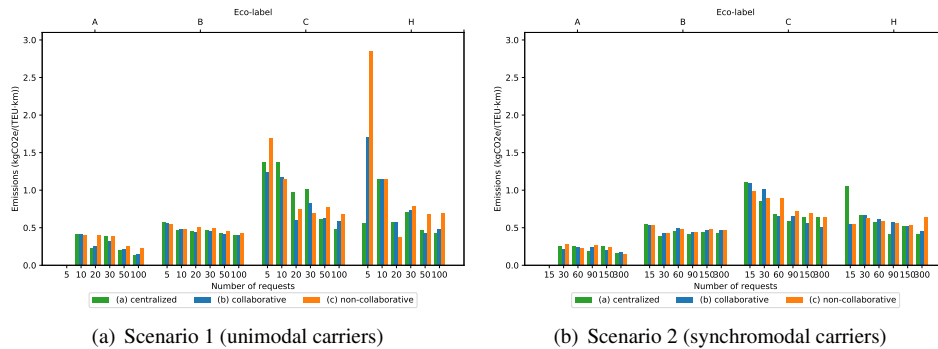 Eco-label
A B C H
Emissions (kgCO2e/(TEU·km))
3.0
2.5
2.0
1.5
1.0
0.5
0.0
5 10 20 30 50 100 5 10 20 30 50 100 5 10 20 30 50 100 5 10 20 30 50 100
Number of requests
(a) centralized (b) collaborative (c) non-collaborative
(a) Scenario 1 (unimodal carriers)
Eco-label
A B C H
Emissions (kgCO2e/(TEU·km))
3.0
2.5
2.0
1.5
1.0
0.5
0.0
15 30 60 90 150 300 15 30 60 90 150 300 15 30 60 90 150 300 15 30 60 90 150 300
Number of requests
(a) centralized (b) collaborative (c) non-collaborative
(b) Scenario 2 (synchromodal carriers)